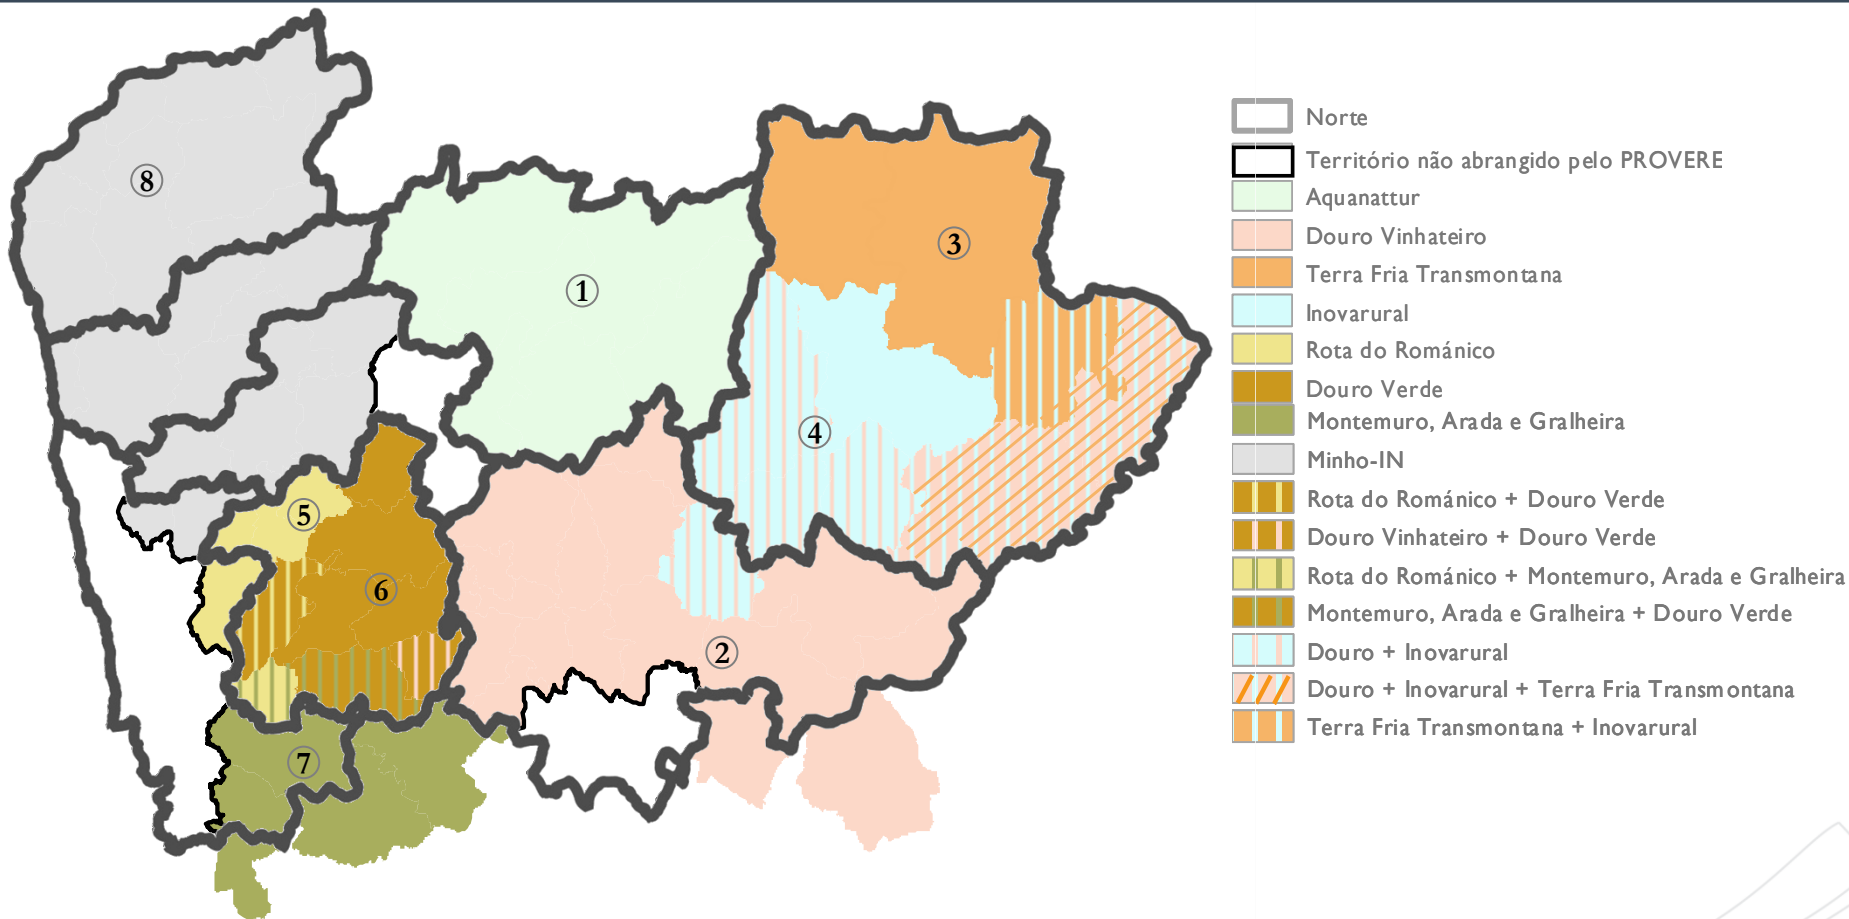 8
1
3
4
5
6
2
7
Norte
Território não abrangido pelo PROVERE
Aquanattur
Douro Vinhateiro
Terra Fria Transmontana
Inovarural
Rota do Románico
Douro Verde
Montemuro, Arada e Gralheira
Minho-IN
Rota do Románico + Douro Verde
Douro Vinhateiro + Douro Verde
Rota do Románico + Montemuro, Arada e Gralheira
Montemuro, Arada e Gralheira + Douro Verde
Douro + Inovarural
Douro + Inovarural + Terra Fria Transmontana
Terra Fria Transmontana + Inovarural